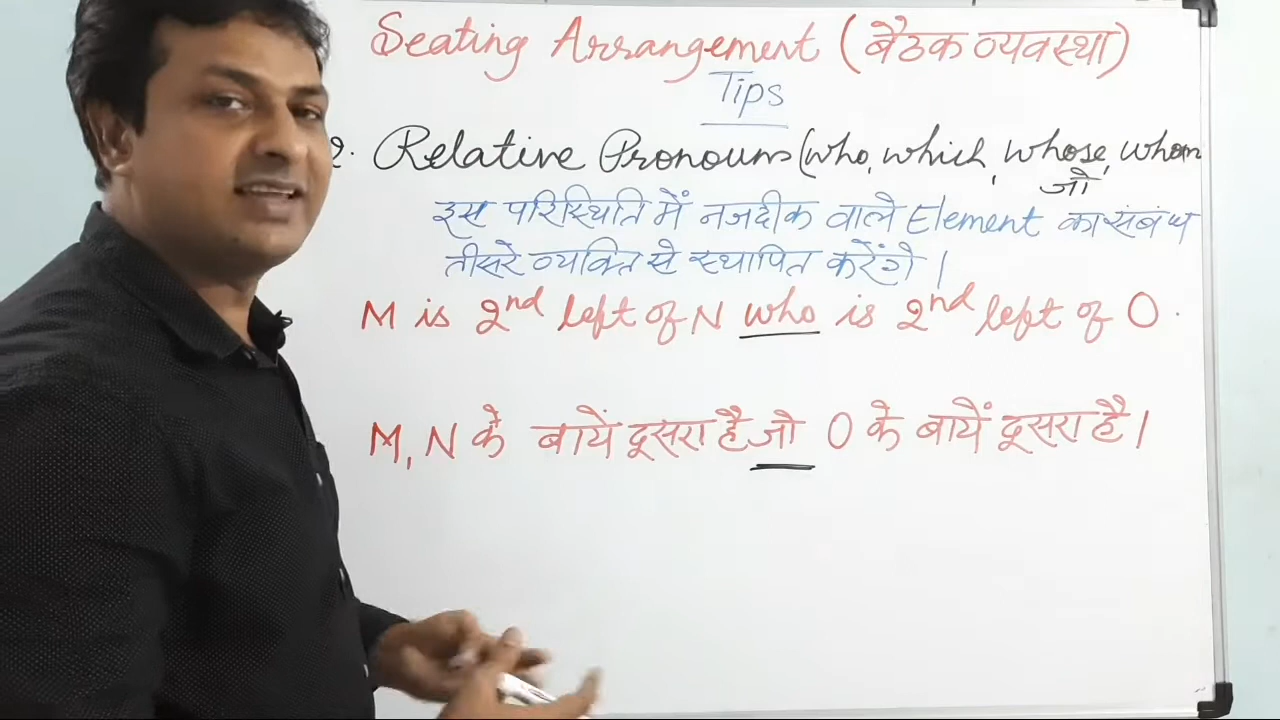 Seating Arrangement (बैठक व्यवस्था)
Tips
2. Relative Pronoum (who, which, whose, whom
जो
इस परिस्थिति में नजदीक वाले Element का संबंध
तीसरे व्यक्ति से स्थापित करेंगे।
M is 2nd left of N who is 2nd left of O.
M, N के बायें दूसरा है जो O के बायें दूसरा है।